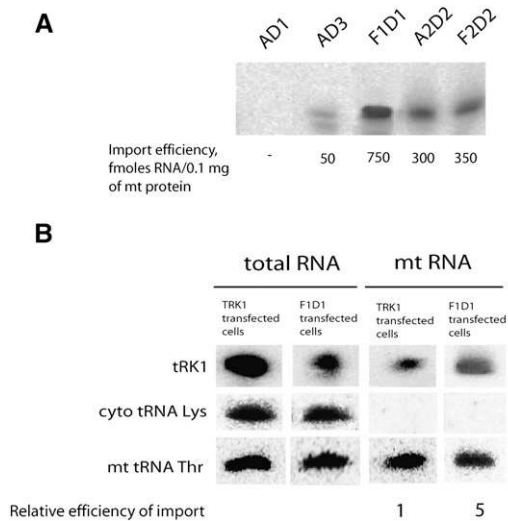 A
AD1 AD3 F1D1 A2D2 F2D2
Import efficiency,
fmoles RNA/0.1 mg
of mt protein
- 50 750 300 350
B
total RNA mt RNA
TRK1 transfected cells F1D1 transfected cells TRK1 transfected cells F1D1 transfected cells
tRK1
cyto tRNA Lys
mt tRNA Thr
Relative efficiency of import 1 5